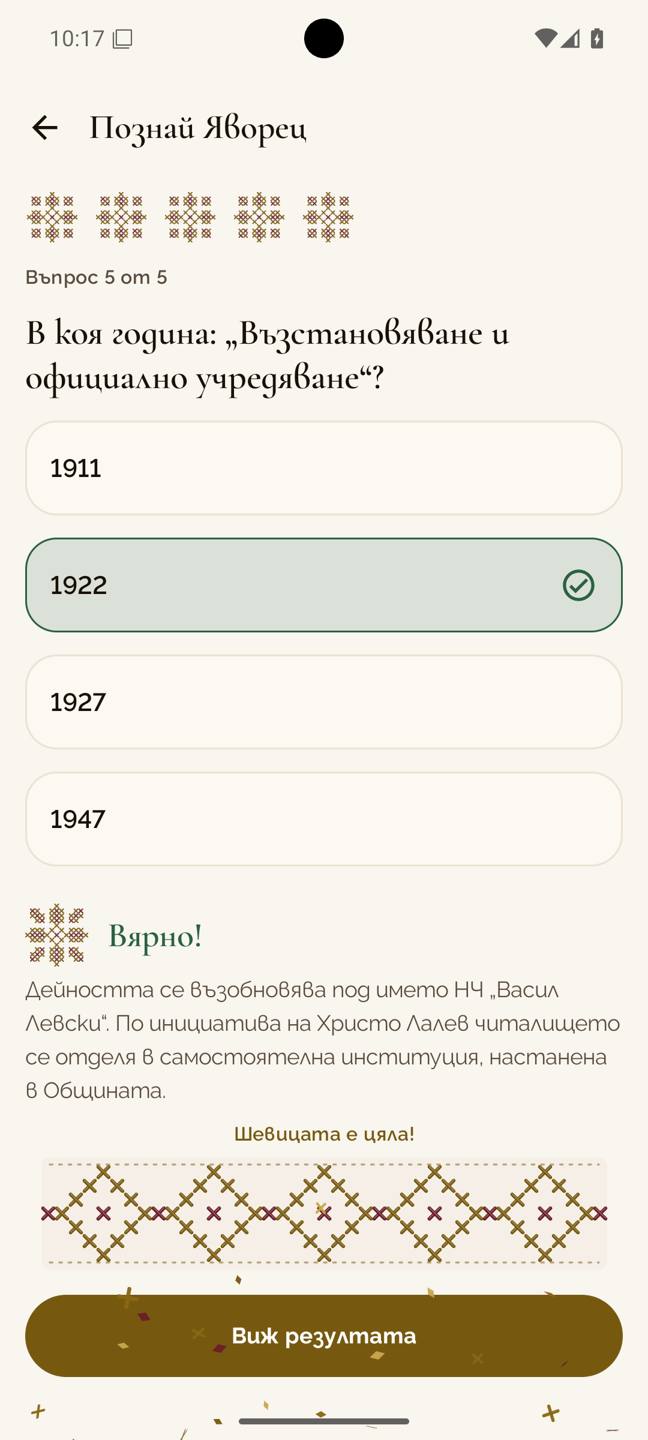 10:17
Познай Яворец
Въпрос 5 от 5
В коя година: „Възстановяване и
официално учредяване“?
1911
1922
1927
1947
Вярно!
Дейността се възобновява под името НЧ „Васил
Левски“. По инициатива на Христо Лалев читалището
се отделя в самостоятелна институция, настанена
в Общината.
Шевицата е цяла!
Виж резултата